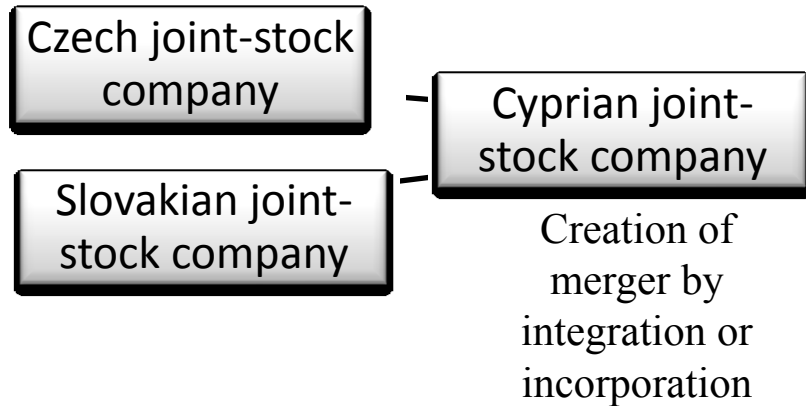 Czech joint-stock
company
Cyprian joint-
stock company
Slovakian joint-
stock company
Creation of
merger by
integration or
incorporation